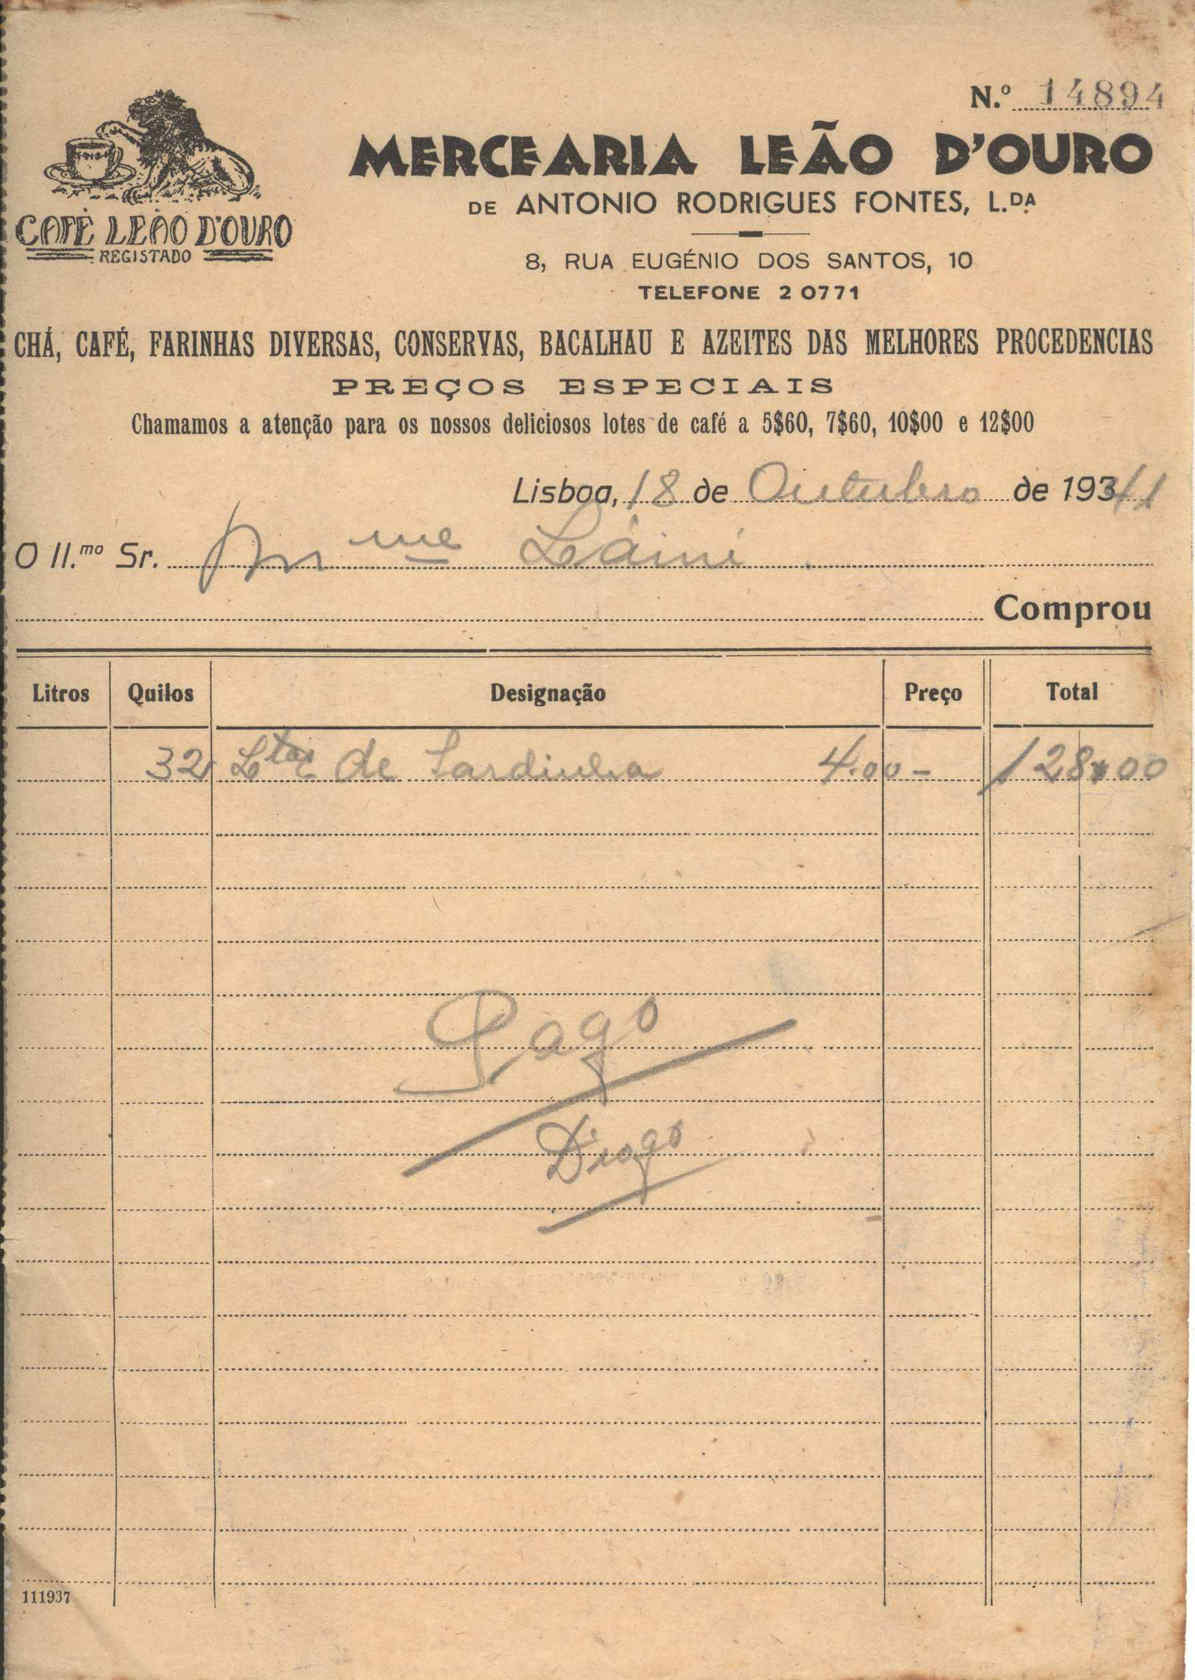 N.º 14894
MERCEARIA LEÃO D'OURO
DE ANTONIO RODRIGUES FONTES, L.DA
CAFÉ LEÃO D'OURO
REGISTADO
8, RUA EUGÉNIO DOS SANTOS, 10
TELEFONE 2 0771
CHÁ, CAFÉ, FARINHAS DIVERSAS, CONSERVAS, BACALHAU E AZEITES DAS MELHORES PROCEDENCIAS
PREÇOS ESPECIAIS
Chamamos a atenção para os nossos deliciosos lotes de café a 5$60, 7$60, 10$00 e 12$00
Lisboa, 18 de Outubro de 1941
O Il.mo Sr. Mme
Comprou
Litros Quilos Designação Preço Total
32 Ltas de Sardinha 4.00 - 128$00
Pago
Diogo
111937